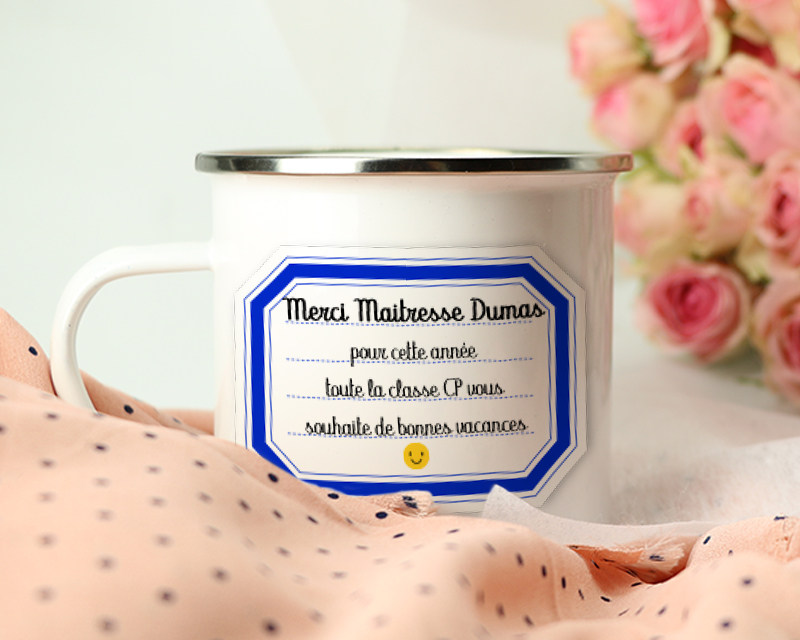 Merci Maitresse Dumas
pour cette année
toute la classe CP vous
souhaite de bonnes vacances